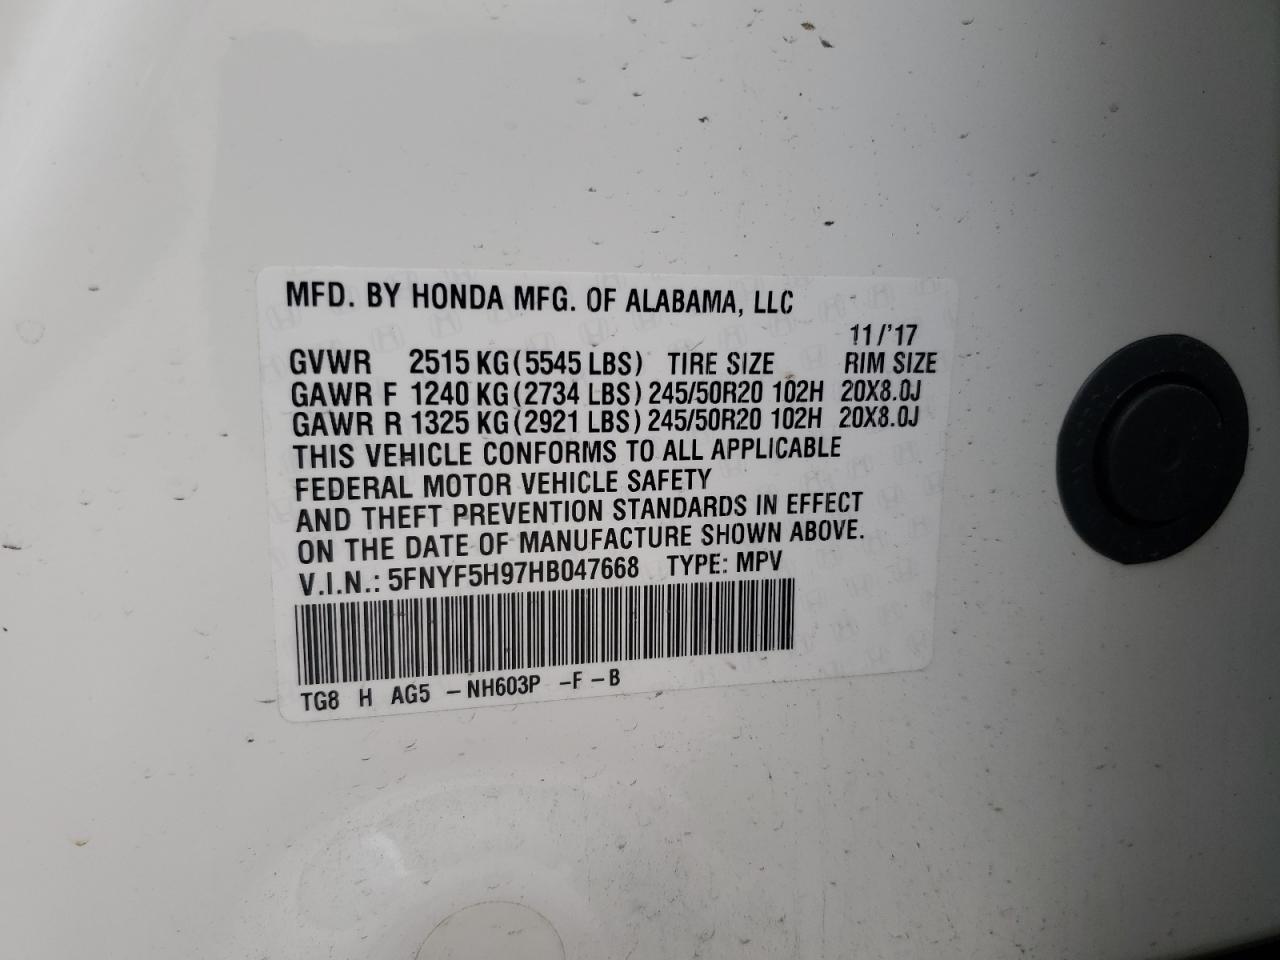 MFD. BY HONDA MFG. OF ALABAMA, LLC
11/'17
GVWR 2515 KG (5545 LBS) TIRE SIZE RIM SIZE
GAWR F 1240 KG (2734 LBS) 245/50R20 102H 20X8.0J
GAWR R 1325 KG (2921 LBS) 245/50R20 102H 20X8.0J
THIS VEHICLE CONFORMS TO ALL APPLICABLE
FEDERAL MOTOR VEHICLE SAFETY
AND THEFT PREVENTION STANDARDS IN EFFECT
ON THE DATE OF MANUFACTURE SHOWN ABOVE.
V.I.N.: 5FNYF5H97HB047668 TYPE: MPV
TG8 H AG5 -NH603P -F-B